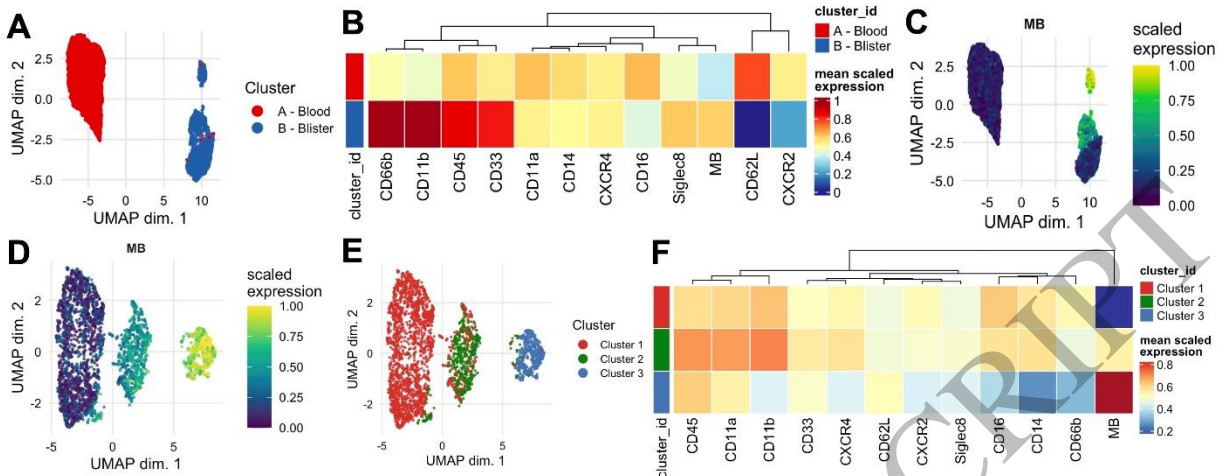 A
UMAP dim. 2
2.5
0.0
-2.5
-5.0
-5
5
10
UMAP dim. 1
Cluster
A - Blood
B - Blister
B
cluster_id
A - Blood
B - Blister
mean scaled
expression
1
0.8
0.6
0.4
0.2
0
cluster_id
CD66b
CD11b
CD45
CD33
CD11a
CD14
CXCR4
CD16
Siglec8
MB
CD62L
CXCR2
C
MB
UMAP dim. 2
2.5
0.0
-2.5
-5.0
-5
5
10
UMAP dim. 1
scaled
expression
1.00
0.75
0.50
0.25
0.00
D
MB
UMAP dim. 2
2
0
-2
-5
0
5
UMAP dim. 1
scaled
expression
1.00
0.75
0.50
0.25
0.00
E
UMAP dim. 2
2
0
-2
-5
0
5
UMAP dim. 1
Cluster
Cluster 1
Cluster 2
Cluster 3
F
cluster_id
Cluster 1
Cluster 2
Cluster 3
mean scaled
expression
0.8
0.6
0.4
0.2
cluster_id
CD45
CD11a
CD11b
CD33
CXCR4
CD62L
CXCR2
Siglec8
CD16
CD14
CD66b
MB
CRIPT